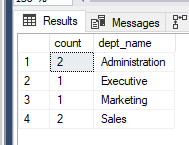 Results Messages
count dept_name
1 2 Administration
2 1 Executive
3 1 Marketing
4 2 Sales